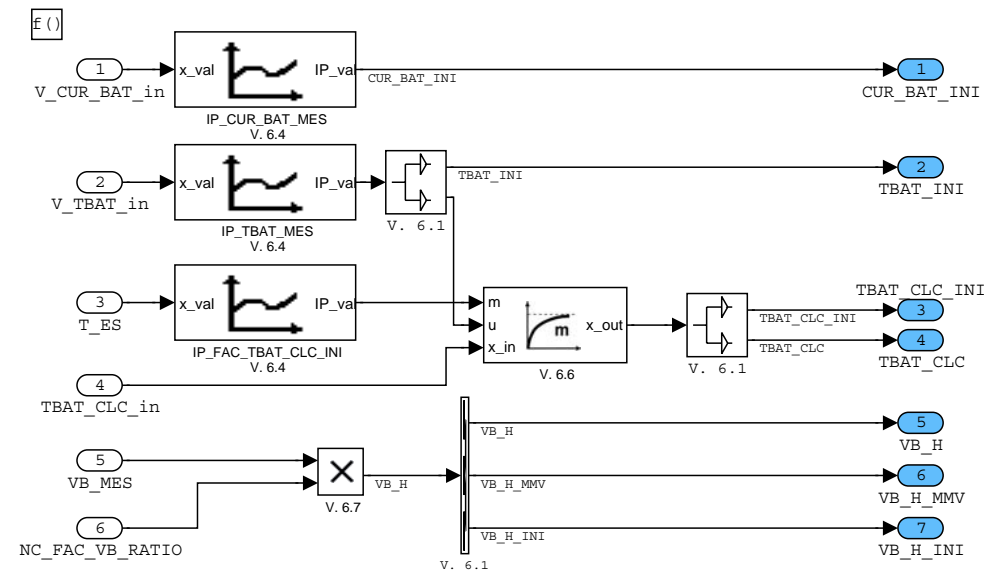 f()
1
x_val
IP_val
CUR_BAT_INI
1
V_CUR_BAT_in
CUR_BAT_INI
IP_CUR_BAT_MES
V. 6.4
2
x_val
IP_val
TBAT_INI
2
V_TBAT_in
TBAT_INI
V. 6.1
IP_TBAT_MES
V. 6.4
3
x_val
IP_val
T_ES
IP_FAC_TBAT_CLC_INI
V. 6.4
m
u
x_in
m
x_out
V. 6.6
TBAT_CLC_INI
TBAT_CLC
V. 6.1
TBAT_CLC_INI
3
4
TBAT_CLC
4
TBAT_CLC_in
5
VB_MES
6
NC_FAC_VB_RATIO
V. 6.7
VB_H
VB_H
VB_H_MMV
VB_H_INI
V. 6.1
5
VB_H
6
VB_H_MMV
7
VB_H_INI